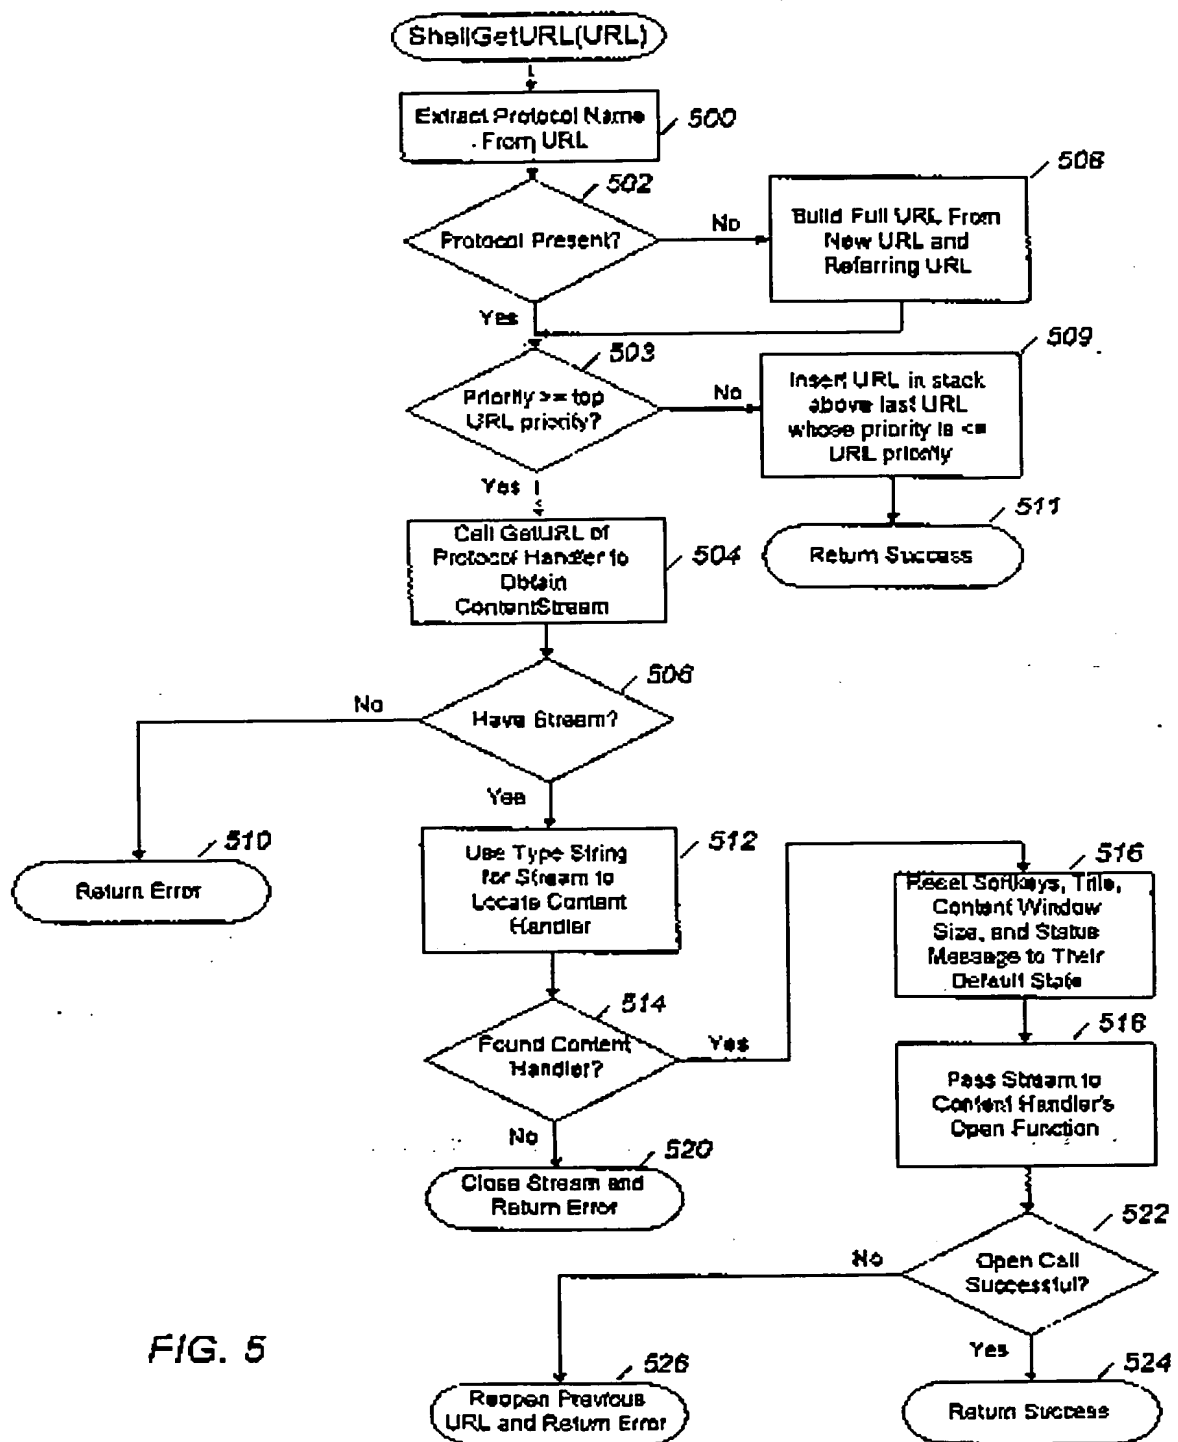 ShellGetURL(URL)
Extract Protocol Name
From URL
500
502
Protocol Present?
No
Yes
508
Build Full URL From
New URL and
Referring URL
503
Priority >= top
URL priority?
No
Yes
509
Insert URL in stack
above last URL
whose priority is <=
URL priority
511
Return Success
Call GetURL of
Protocol Handler to
Obtain
ContentStream
504
506
Have Stream?
No
Yes
510
Return Error
Use Type String
for Stream to
Locate Content
Handler
512
514
Found Content
Handler?
Yes
No
516
Reset Softkeys, Title,
Content Window
Size, and Status
Message to Their
Default State
518
Pass Stream to
Content Handler's
Open Function
520
Close Stream and
Return Error
522
Open Call
Successful?
No
Yes
526
Reopen Previous
URL and Return Error
524
Return Success
FIG. 5